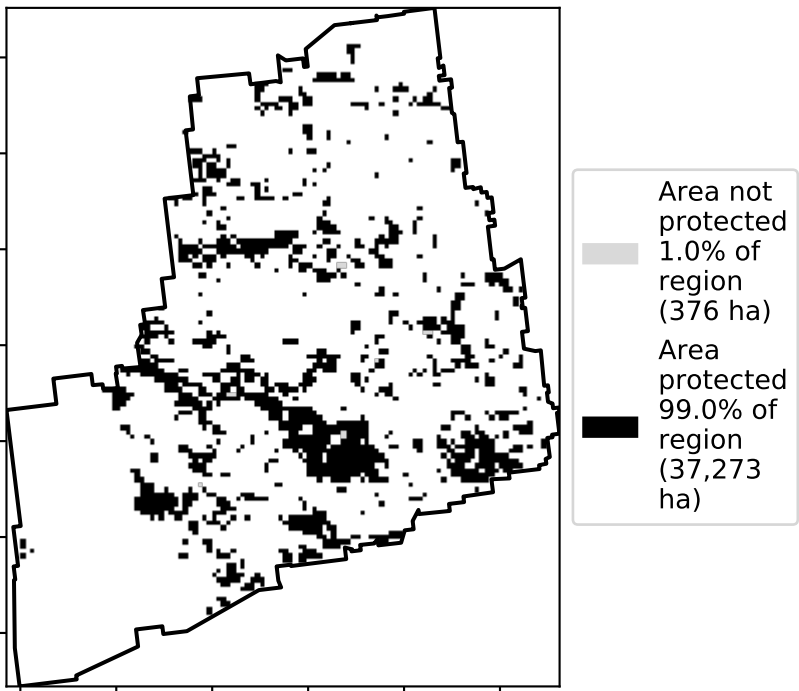 Area not
protected
1.0% of
region
(376 ha)
Area
protected
99.0% of
region
(37,273
ha)